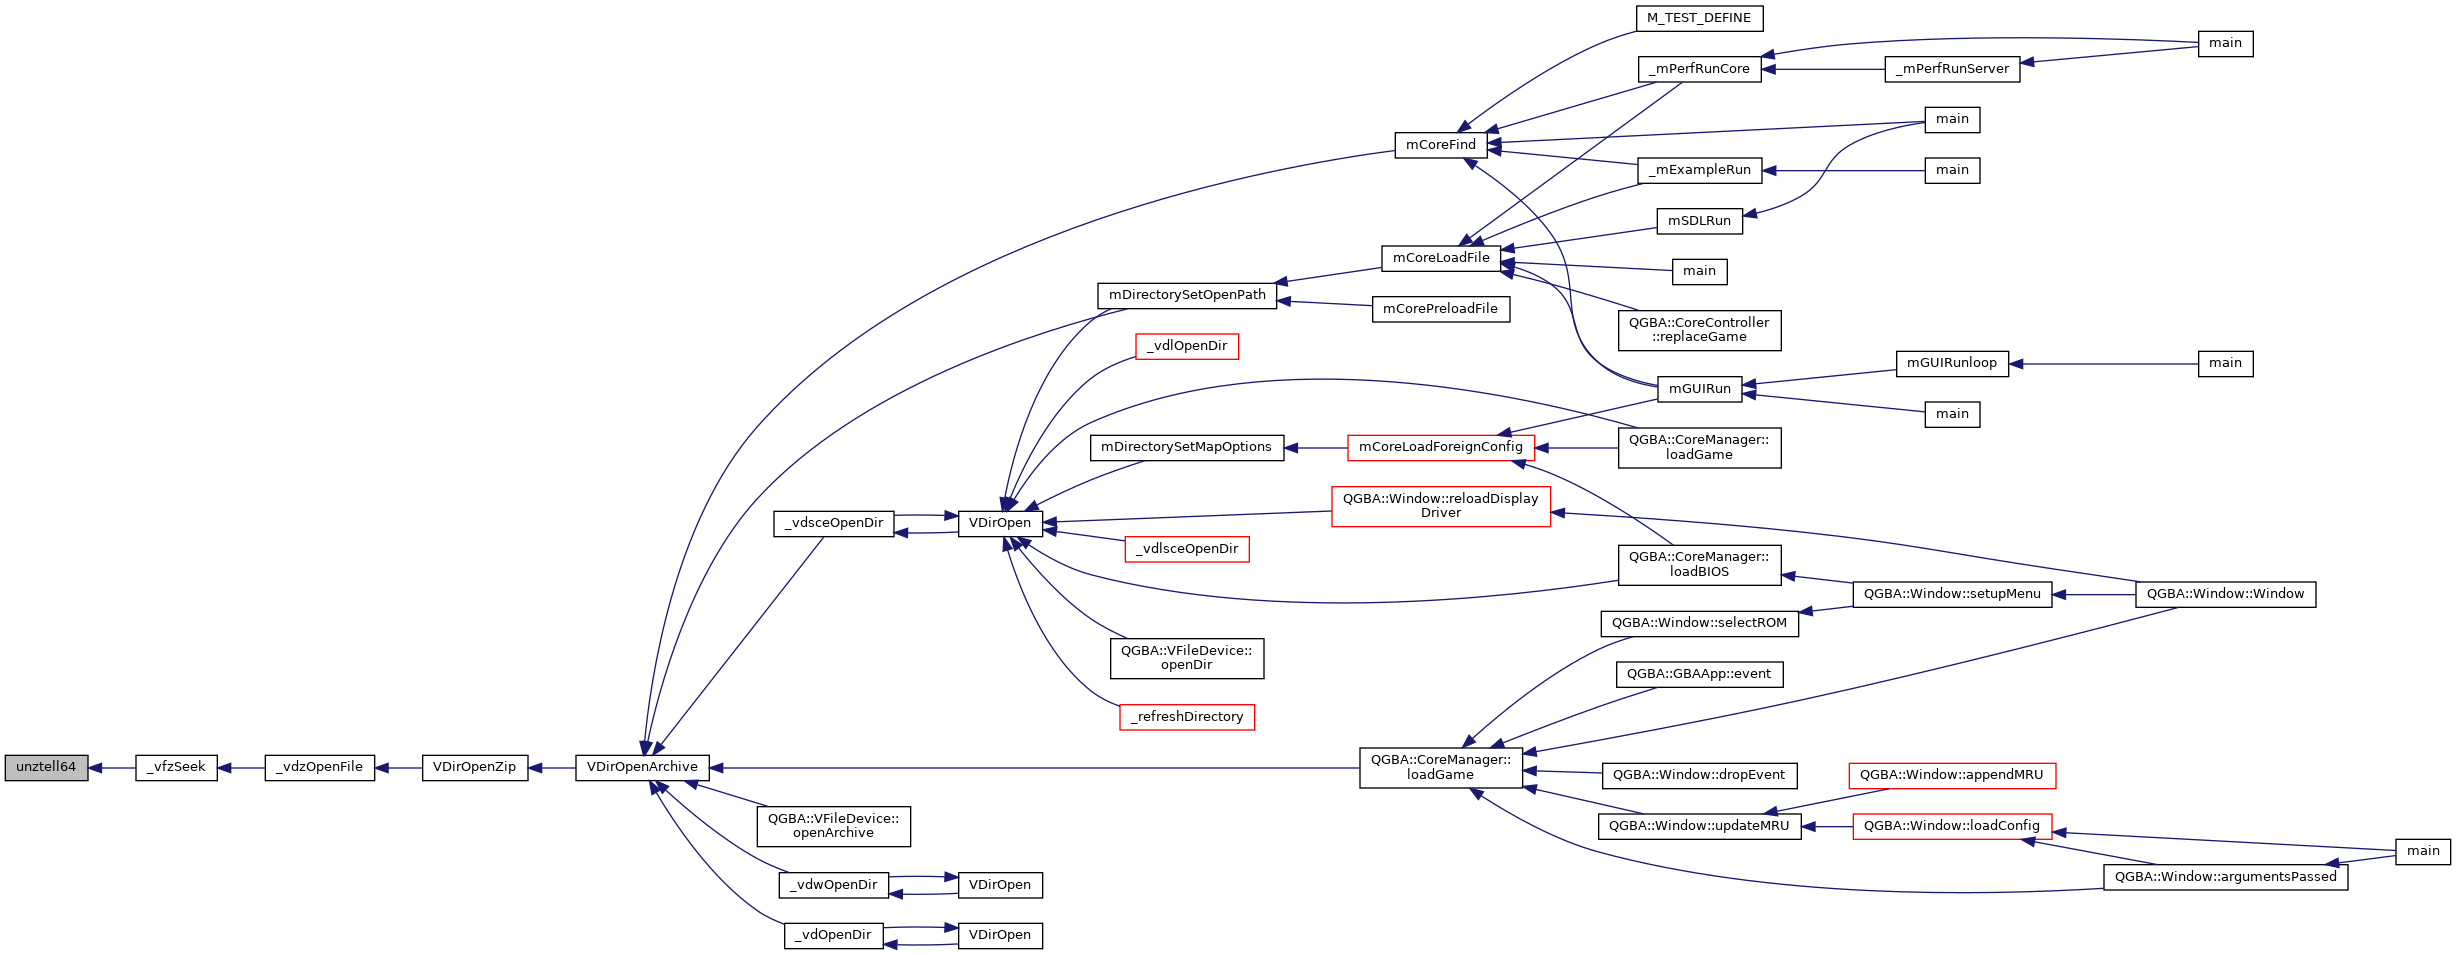 M_TEST_DEFINE
main
_mPerfRunCore
_mPerfRunServer
main
mCoreFind
_mExampleRun
main
mSDLRun
mCoreLoadFile
main
mDirectorySetOpenPath
mCorePreloadFile
QGBA::CoreController
::replaceGame
_vdlOpenDir
mGUIRunloop
main
mGUIRun
main
mDirectorySetMapOptions
mCoreLoadForeignConfig
QGBA::CoreManager::
loadGame
QGBA::Window::reloadDisplay
Driver
_vdsceOpenDir
VDirOpen
_vdlsceOpenDir
QGBA::CoreManager::
loadBIOS
QGBA::Window::setupMenu
QGBA::Window::Window
QGBA::Window::selectROM
QGBA::VFileDevice::
openDir
QGBA::GBAApp::event
_refreshDirectory
unztell64
_vfzSeek
_vdzOpenFile
VDirOpenZip
VDirOpenArchive
QGBA::CoreManager::
loadGame
QGBA::Window::dropEvent
QGBA::Window::appendMRU
QGBA::VFileDevice::
openArchive
QGBA::Window::updateMRU
QGBA::Window::loadConfig
main
QGBA::Window::argumentsPassed
_vdwOpenDir
VDirOpen
_vdOpenDir
VDirOpen